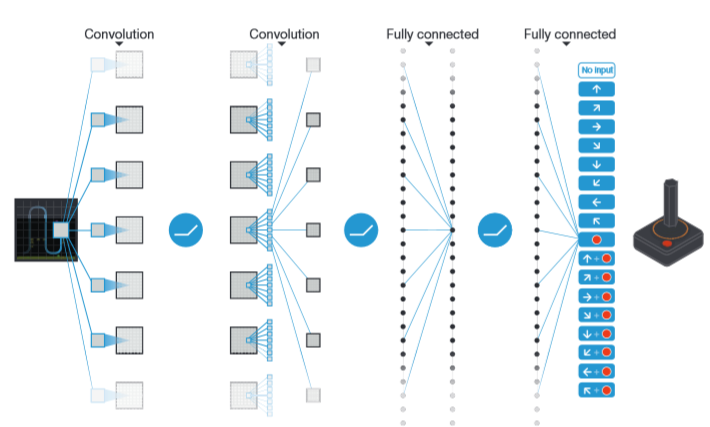 Convolution
Convolution
Fully connected
Fully connected
No input
+
+
+
+
+
+
+
+